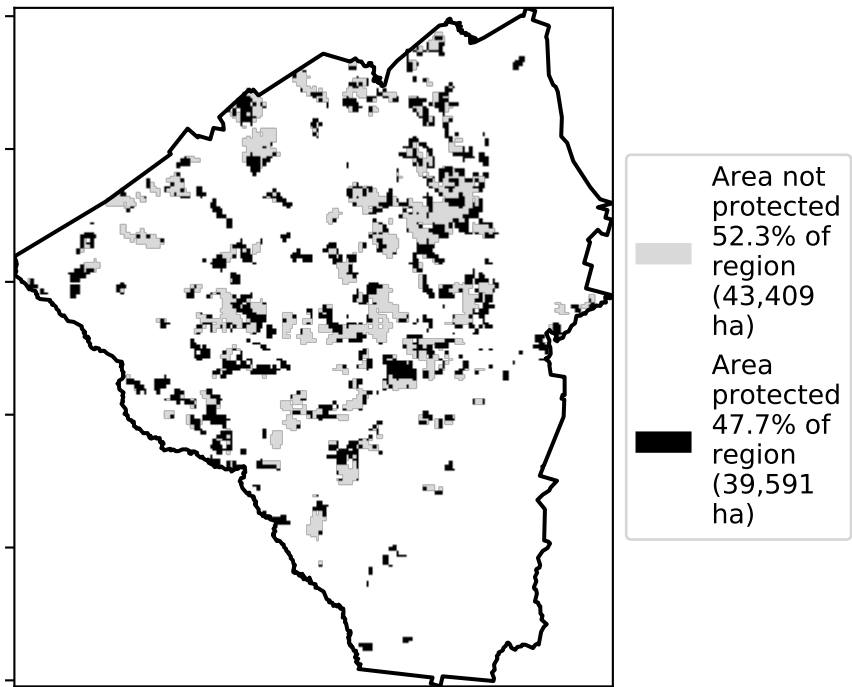 Area not
protected
52.3% of
region
(43,409
ha)
Area
protected
47.7% of
region
(39,591
ha)